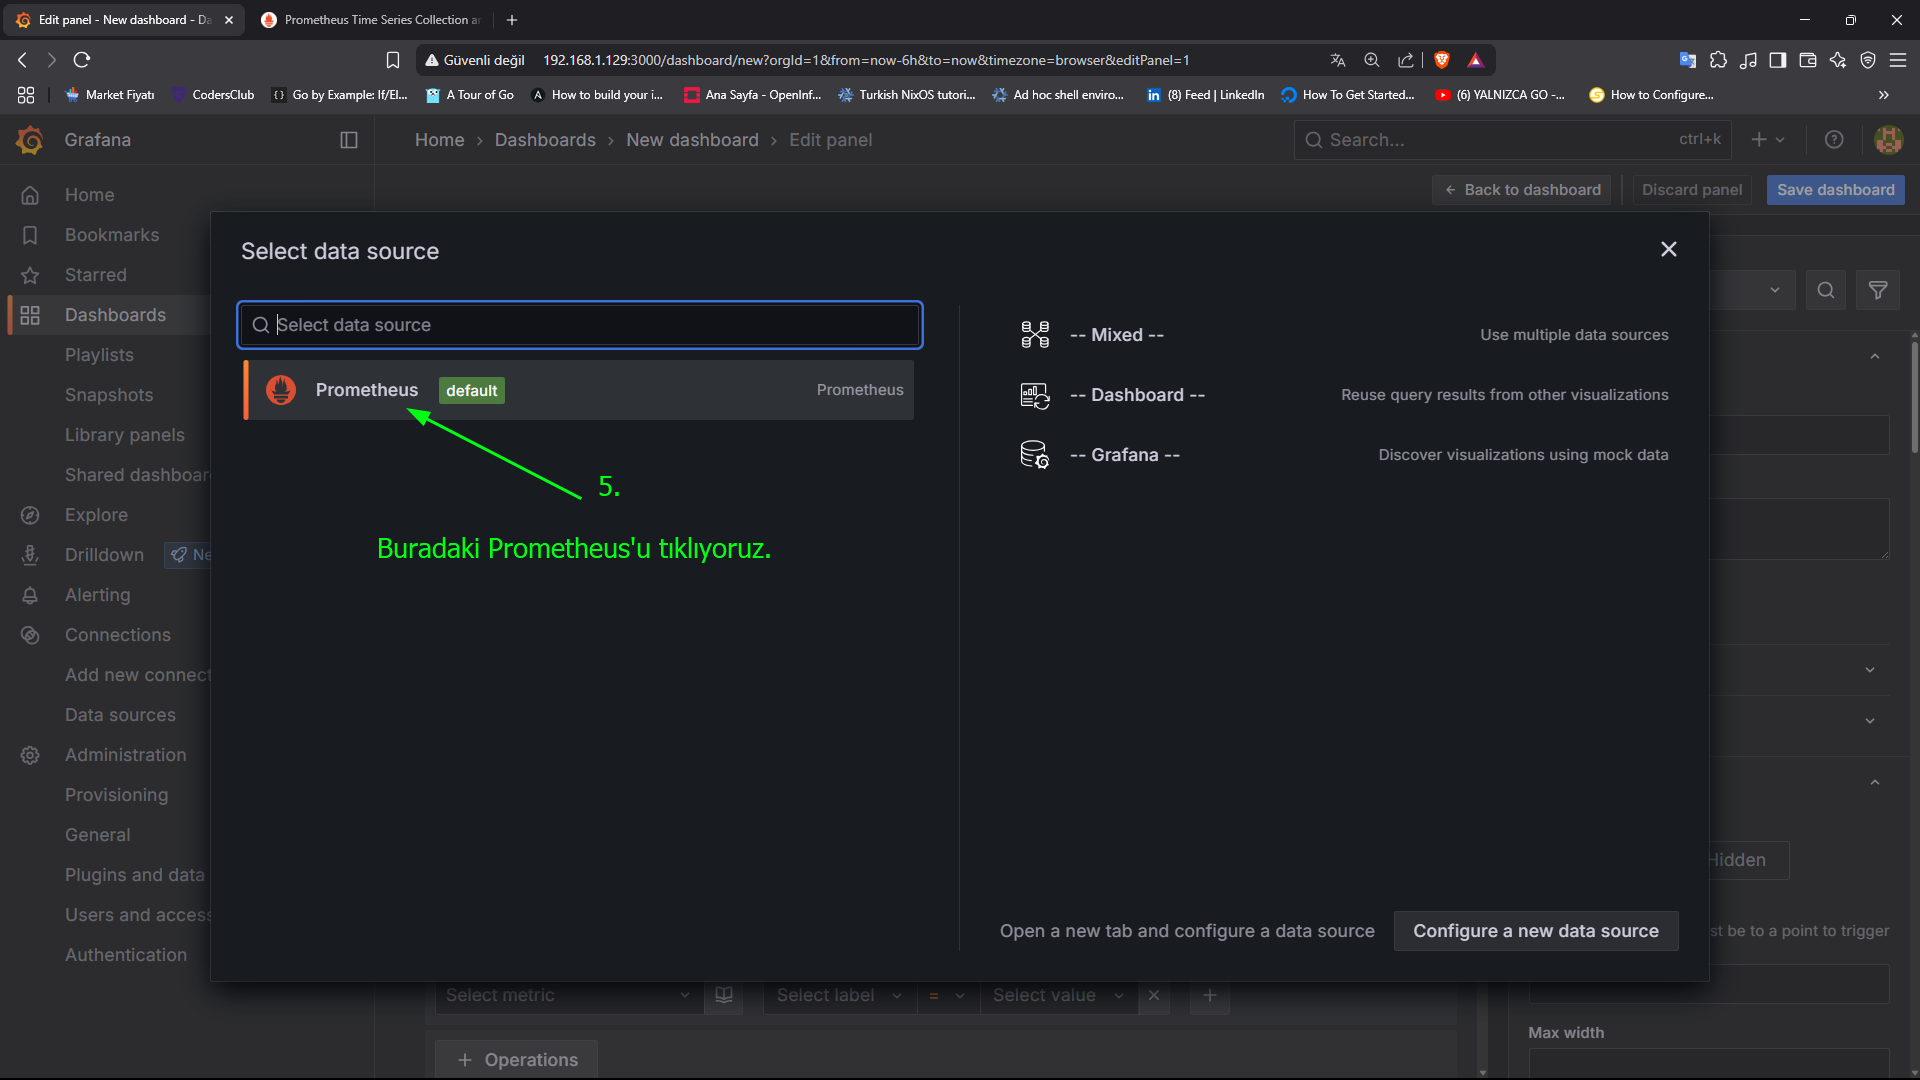 Edit panel - New dashboard - Da
Prometheus Time Series Collection a
Güvenli değil
192.168.1.129:3000/dashboard/new?orgId=1&from=now-6h&to=now&timezone=browser&editPanel=1
Market Fiyatı
CodersClub
Go by Example: If/El...
A Tour of Go
How to build your i...
Ana Sayfa - OpenInf...
Turkish NixOS tutori...
Ad hoc shell enviro...
(8) Feed | LinkedIn
How To Get Started...
(6) YALNIZCA GO -...
How to Configure...
Grafana
Home › Dashboards › New dashboard › Edit panel
Search...
ctrl+k
Back to dashboard
Discard panel
Save dashboard
Home
Bookmarks
Starred
Dashboards
Playlists
Snapshots
Library panels
Shared dashboar
Explore
Drilldown
Ne
Alerting
Connections
Add new connect
Data sources
Administration
Provisioning
General
Plugins and data
Users and access
Authentication
Select data source
Select data source
Prometheus default Prometheus
5.
Buradaki Prometheus'u tıklıyoruz.
-- Mixed -- Use multiple data sources
-- Dashboard -- Reuse query results from other visualizations
-- Grafana -- Discover visualizations using mock data
Open a new tab and configure a data source
Configure a new data source
Hidden
st be to a point to trigger
Select metric
Select label
=
Select value
Operations
Max width